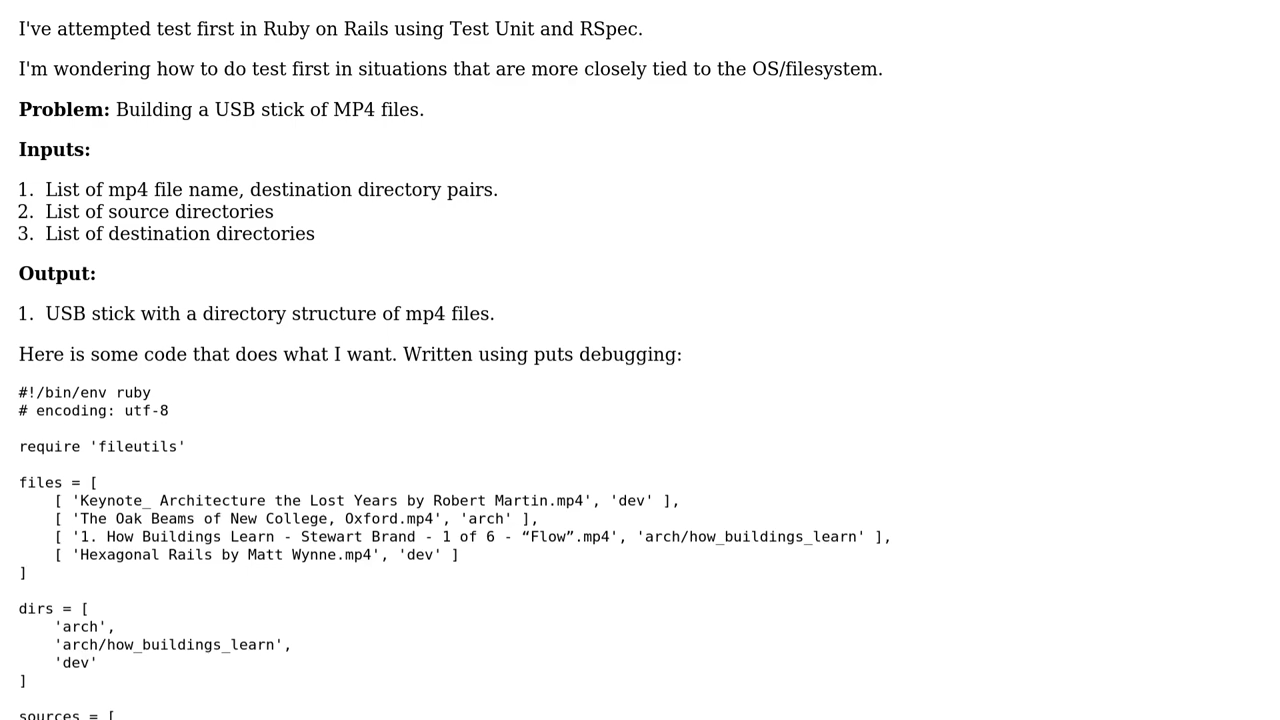 I've attempted test first in Ruby on Rails using Test Unit and RSpec.
I'm wondering how to do test first in situations that are more closely tied to the OS/filesystem.
Problem: Building a USB stick of MP4 files.
Inputs:
1. List of mp4 file name, destination directory pairs.
2. List of source directories
3. List of destination directories
Output:
1. USB stick with a directory structure of mp4 files.
Here is some code that does what I want. Written using puts debugging:
#!/bin/env ruby
# encoding: utf-8
require 'fileutils'
files = [
    [ 'Keynote_ Architecture the Lost Years by Robert Martin.mp4', 'dev' ],
    [ 'The Oak Beams of New College, Oxford.mp4', 'arch' ],
    [ '1. How Buildings Learn - Stewart Brand - 1 of 6 - “Flow”.mp4', 'arch/how_buildings_learn' ],
    [ 'Hexagonal Rails by Matt Wynne.mp4', 'dev' ]
]
dirs = [
    'arch',
    'arch/how_buildings_learn',
    'dev'
]
sources = [